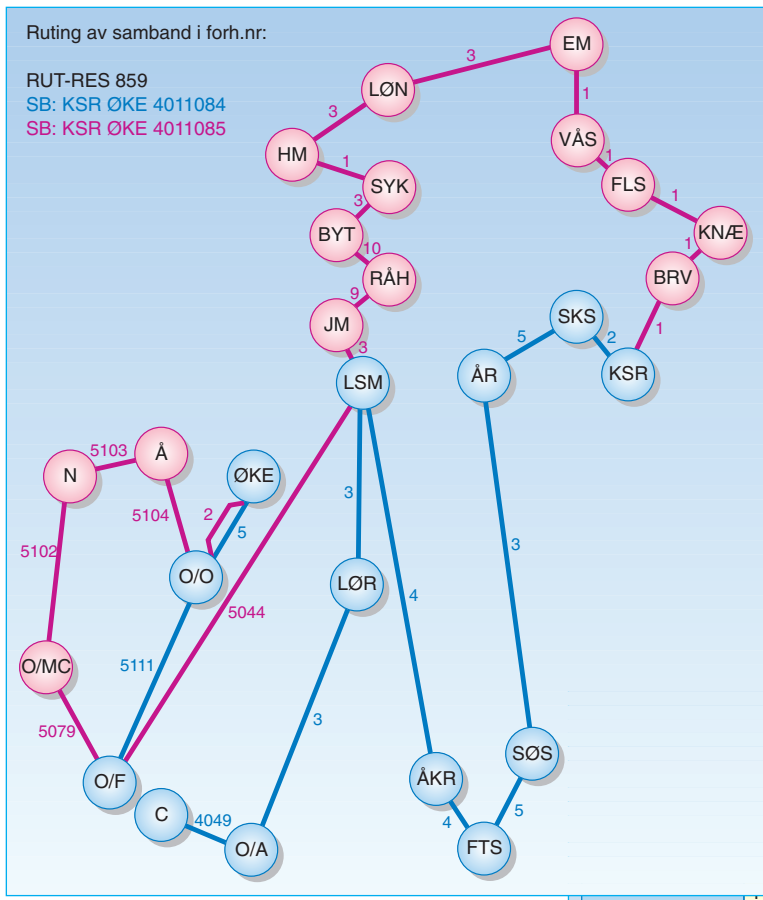 Ruting av samband i forh.nr:
RUT-RES 859
SB: KSR ØKE 4011084
SB: KSR ØKE 4011085
EM
3
LØN
3
1
HM
VÅS
1
1
FLS
SYK
3
1
KNÆ
BYT
10
1
RÅH
BRV
9
SKS
JM
5
2
1
3
KSR
ÅR
LSM
5103
Å
N
ØKE
3
5104
2
5
5102
3
O/O
LØR
4
5044
O/MC
5111
3
5079
SØS
O/F
ÅKR
C
4049
4
5
O/A
FTS